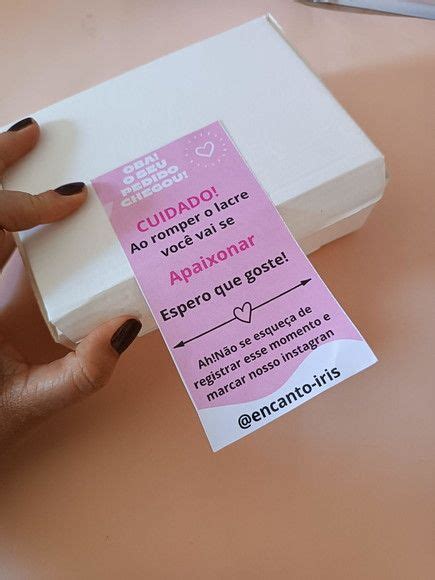 OBA!
O SEU
PEDIDO
CHEGOU!
CUIDADO!
Ao romper o lacre
você vai se
Apaixonar
Espero que goste!
Ah!Não se esqueça de
registrar esse momento e
marcar nosso instagran
@encanto-iris